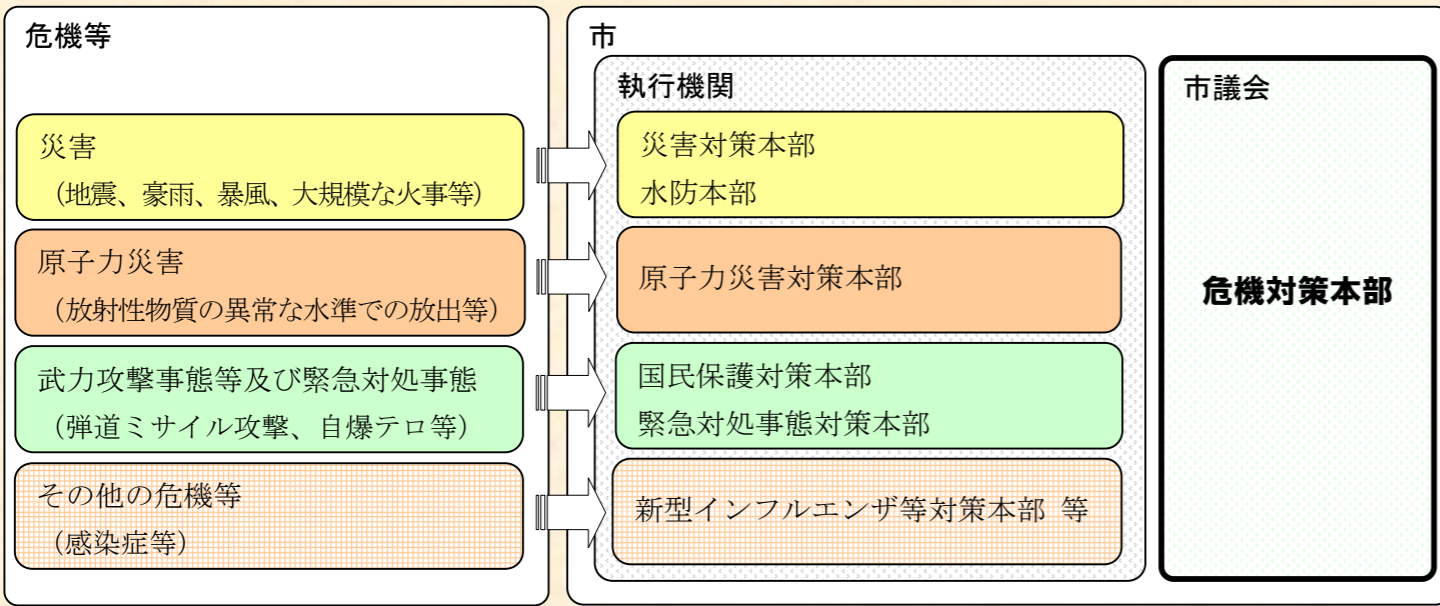 危機等
災害
（地震、豪雨、暴風、大規模な火事等）
原子力災害
（放射性物質の異常な水準での放出等）
武力攻撃事態等及び緊急対処事態
（弾道ミサイル攻撃、自爆テロ等）
その他の危機等
（感染症等）
市
執行機関
災害対策本部
水防本部
原子力災害対策本部
国民保護対策本部
緊急対処事態対策本部
新型インフルエンザ等対策本部 等
市議会
危機対策本部